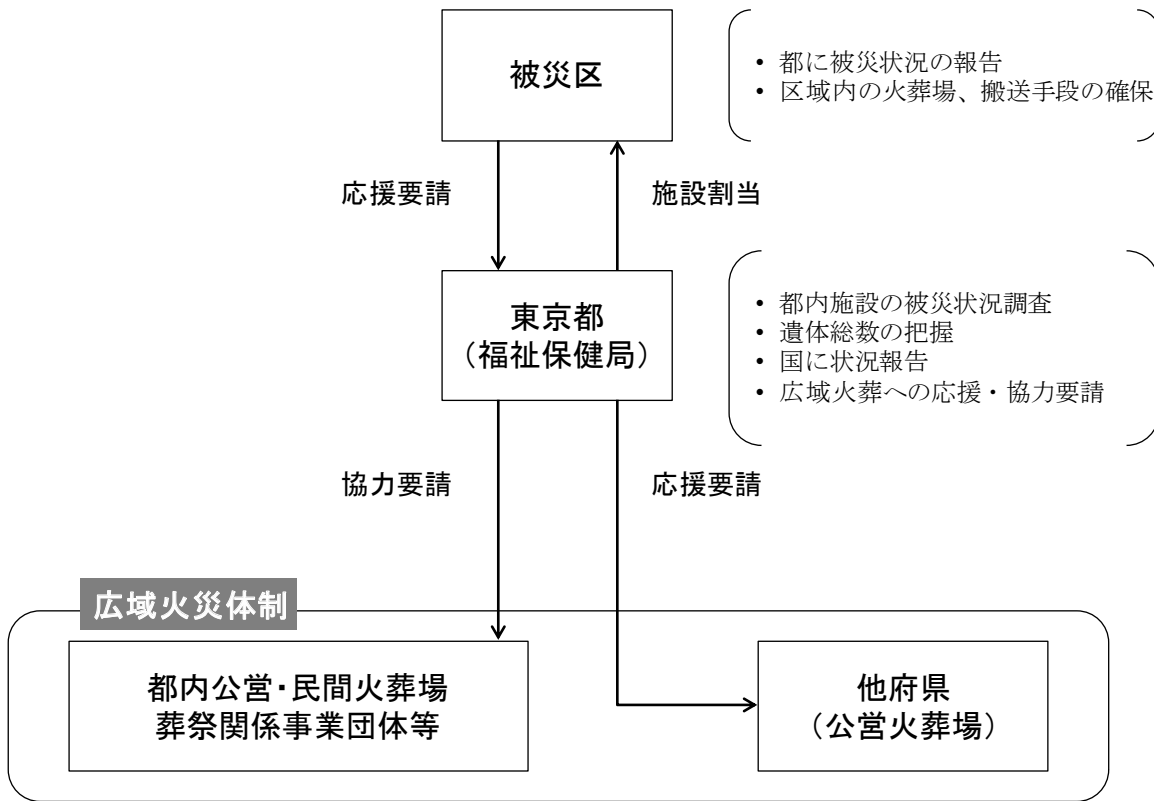 被災区
• 都に被災状況の報告
• 区域内の火葬場、搬送手段の確保
応援要請
施設割当
東京都
（福祉保健局）
• 都内施設の被災状況調査
• 遺体総数の把握
• 国に状況報告
• 広域火葬への応援・協力要請
協力要請
応援要請
広域火災体制
都内公営・民間火葬場
葬祭関係事業団体等
他府県
（公営火葬場）